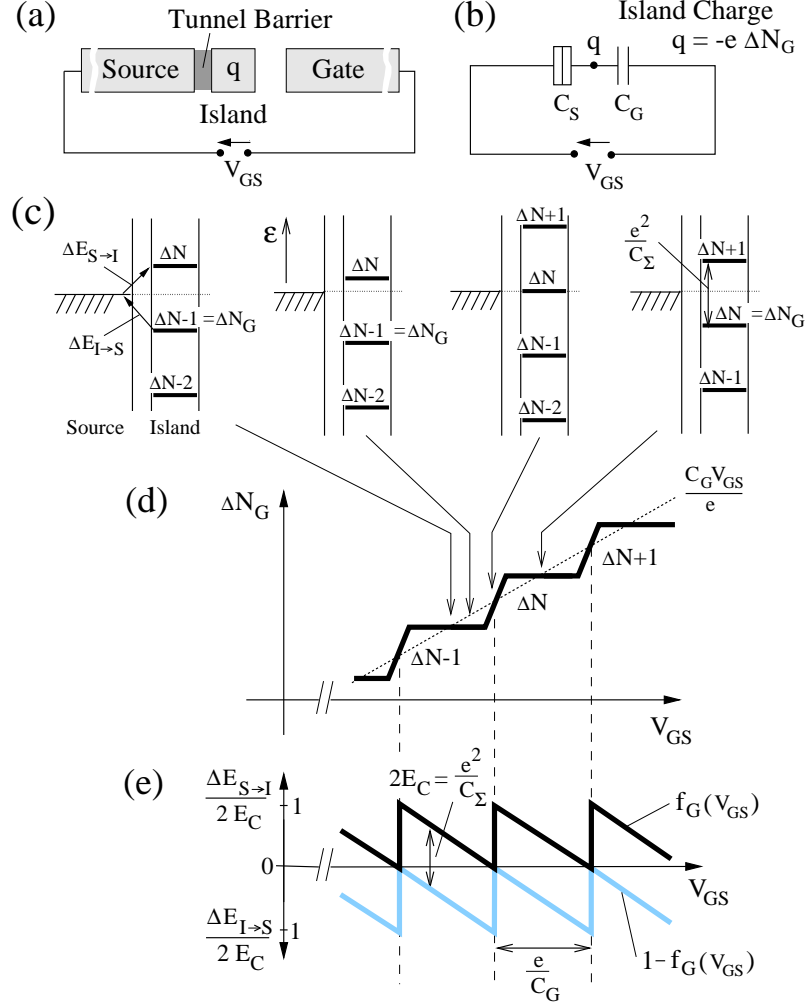 (a)
Tunnel Barrier
Source
q
Gate
Island
V_GS
(b)
Island Charge
q = -e ΔN_G
q
C_S
C_G
V_GS
(c)
ΔE_S→I
ΔN
ΔN-1 = ΔN_G
ΔE_I→S
ΔN-2
Source
Island
ε
ΔN
ΔN-1 = ΔN_G
ΔN-2
ΔN+1
ΔN
ΔN-1
ΔN-2
e²
C_Σ
ΔN+1
ΔN = ΔN_G
ΔN-1
(d)
ΔN_G
C_G V_GS
e
ΔN+1
ΔN
ΔN-1
V_GS
(e)
ΔE_S→I
2 E_C
1
2E_C = e²
C_Σ
f_G(V_GS)
0
V_GS
ΔE_I→S
2 E_C
1
e
C_G
1-f_G(V_GS)